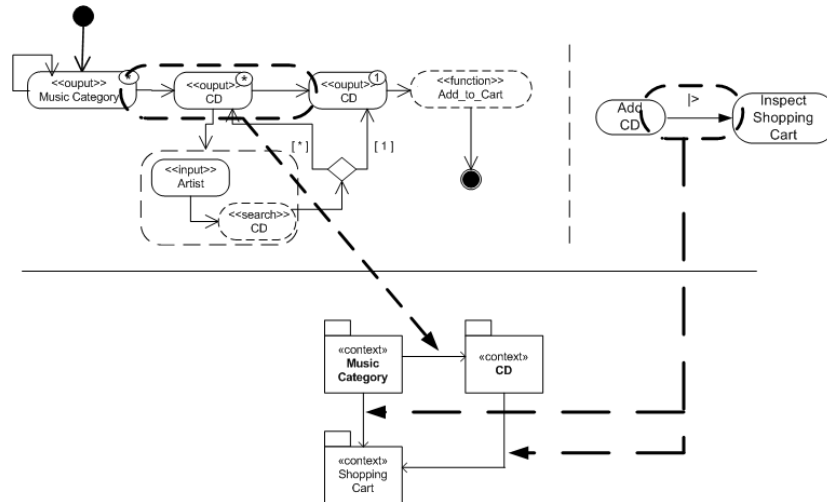 <<ouput>>
Music Category
*
<<ouput>>
CD
*
<<ouput>>
CD
1
<<function>>
Add_to_Cart
[ * ]
[ 1 ]
<<input>>
Artist
<<search>>
CD
Add
CD
|>
Inspect
Shopping
Cart
«context»
Music
Category
«context»
CD
«context»
Shopping
Cart